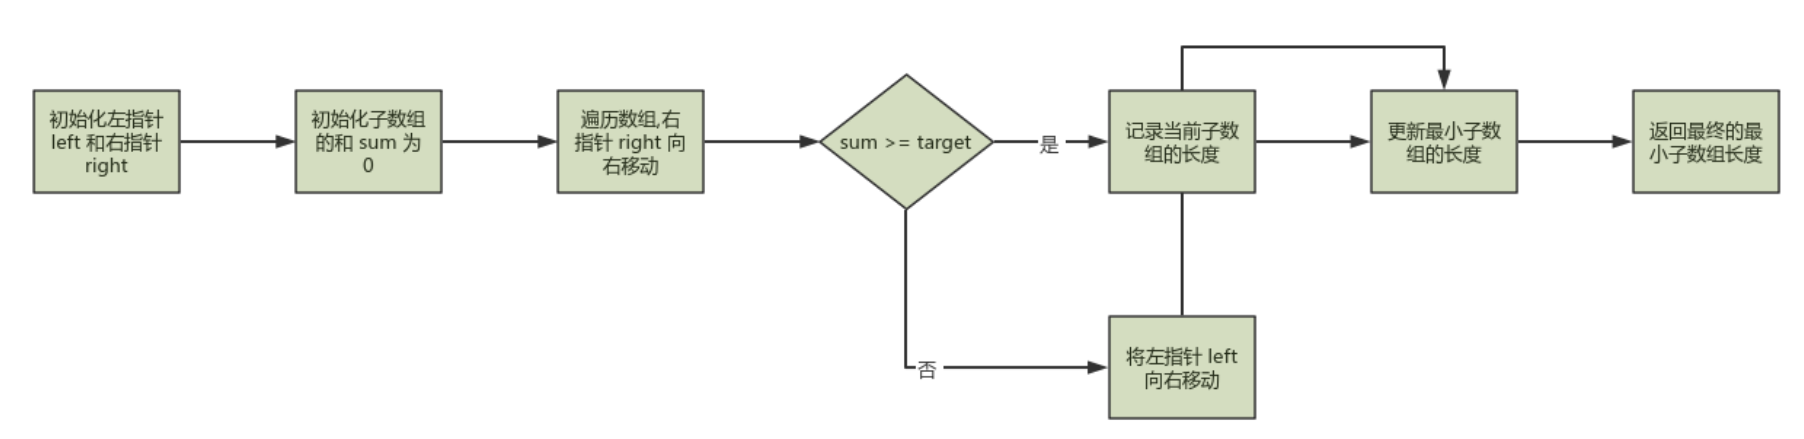 初始化左指针
left 和右指针
right
初始化子数组
的和 sum 为
0
遍历数组,右
指针 right 向
右移动
sum >= target
是
记录当前子数
组的长度
更新最小子数
组的长度
返回最终的最
小子数组长度
否
将左指针 left
向右移动